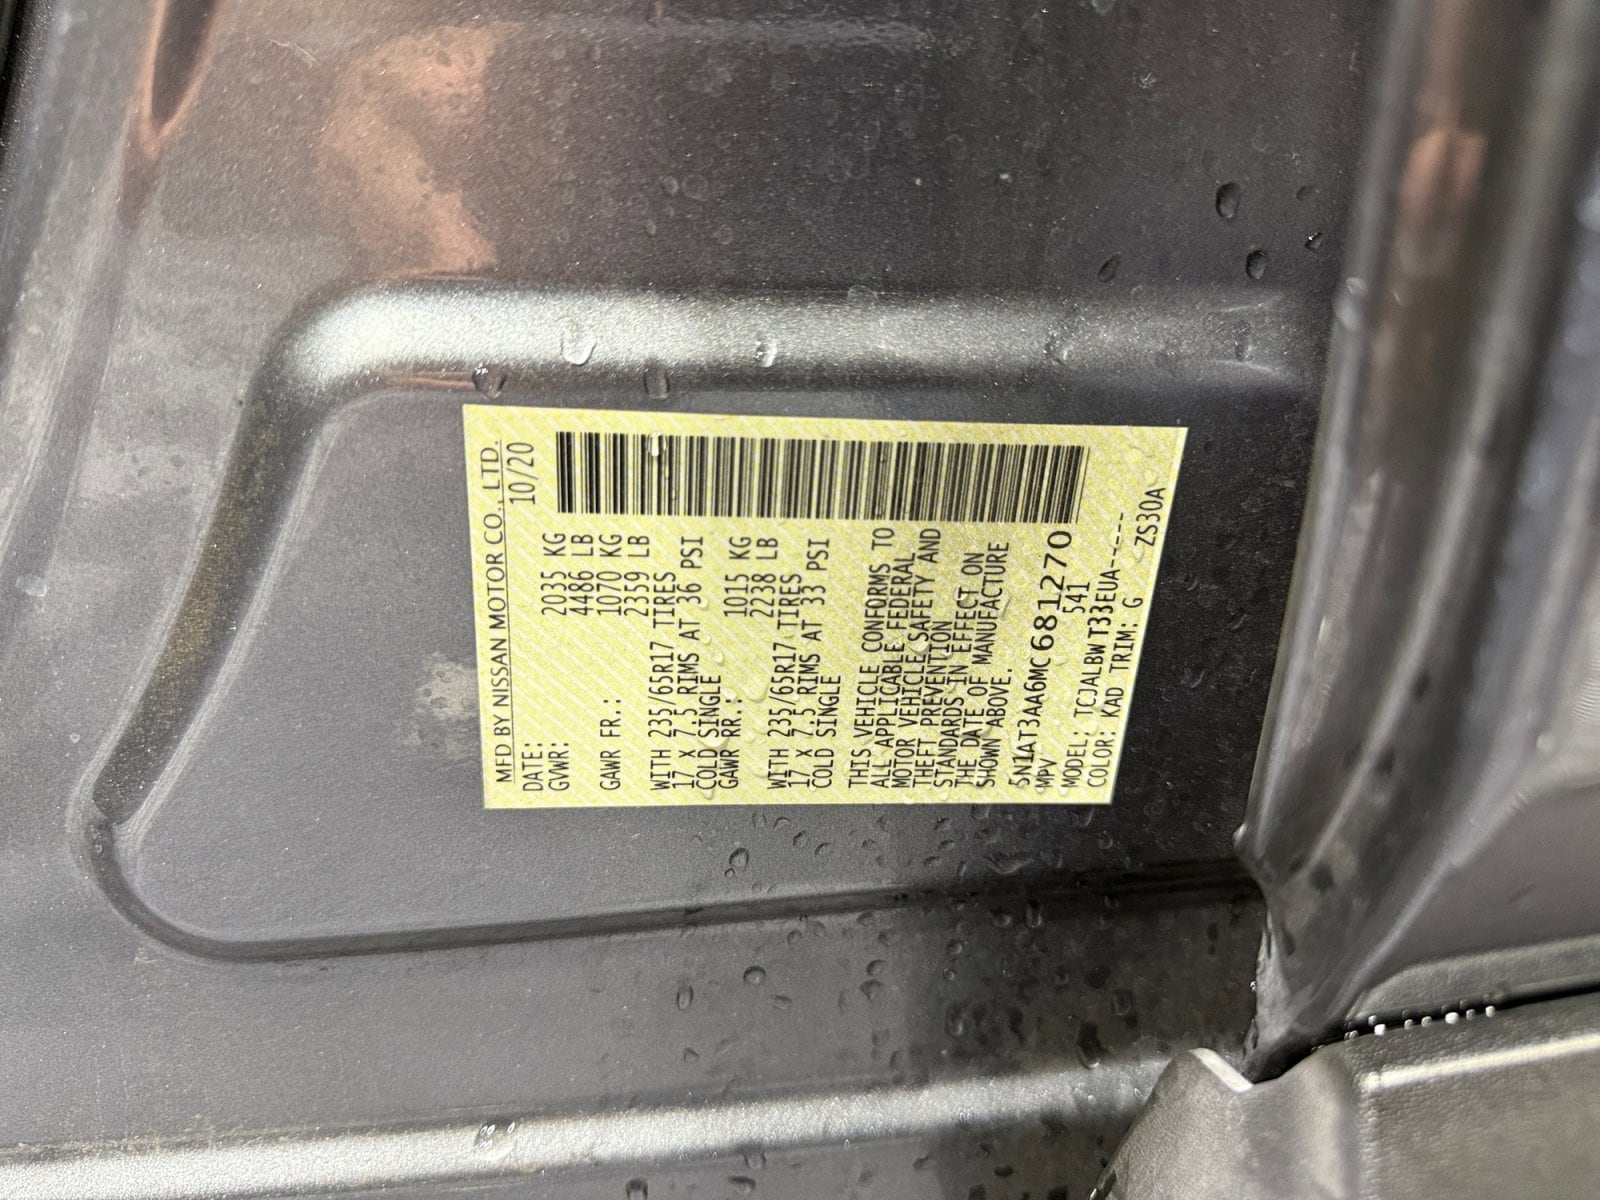 MFD BY NISSAN MOTOR CO., LTD.
DATE: 10/20
GVWR: 2035 KG
4486 LB
GAWR FR.: 1070 KG
2359 LB
WITH 235/65R17 TIRES
17 X 7.5 RIMS AT 36 PSI
COLD SINGLE
GAWR RR.: 1015 KG
2238 LB
WITH 235/65R17 TIRES
17 X 7.5 RIMS AT 33 PSI
COLD SINGLE
THIS VEHICLE CONFORMS TO
ALL APPLICABLE FEDERAL
MOTOR VEHICLE SAFETY AND
THEFT PREVENTION
STANDARDS IN EFFECT ON
THE DATE OF MANUFACTURE
SHOWN ABOVE.
5N1AT3AA6MC681270
MPV 541
MODEL: TCJALBWT33EUA-----
COLOR: KAD TRIM: G ZS30A